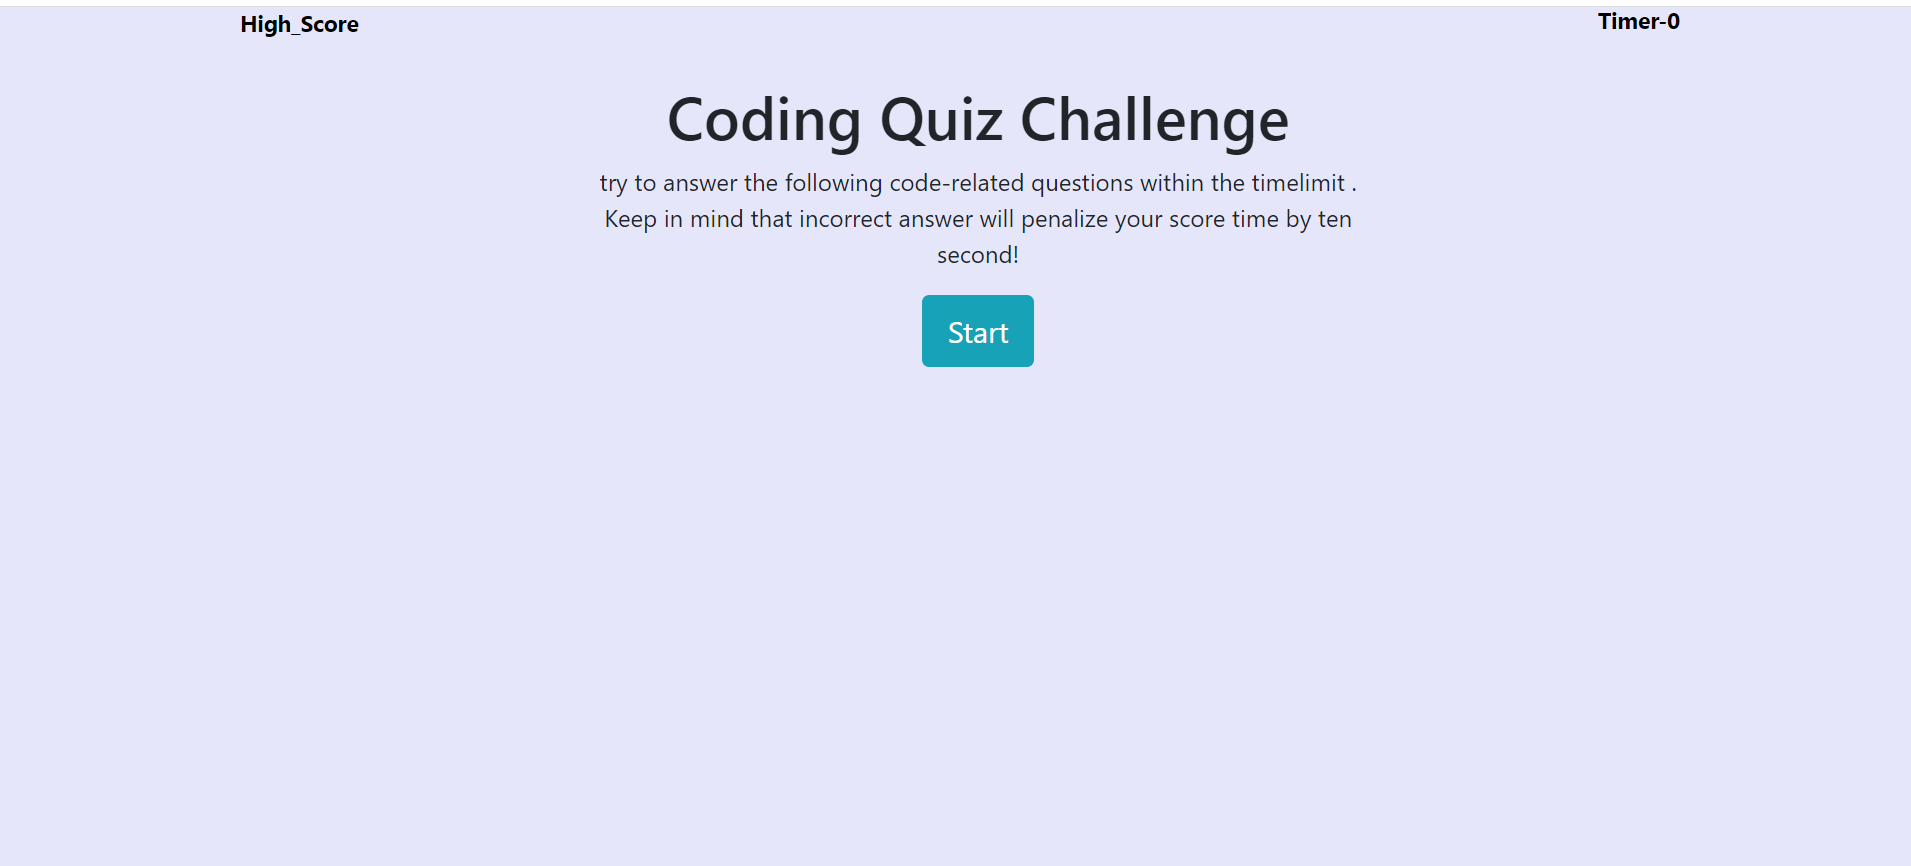 High_Score
Timer-0
Coding Quiz Challenge
try to answer the following code-related questions within the timelimit .
Keep in mind that incorrect answer will penalize your score time by ten
second!
Start